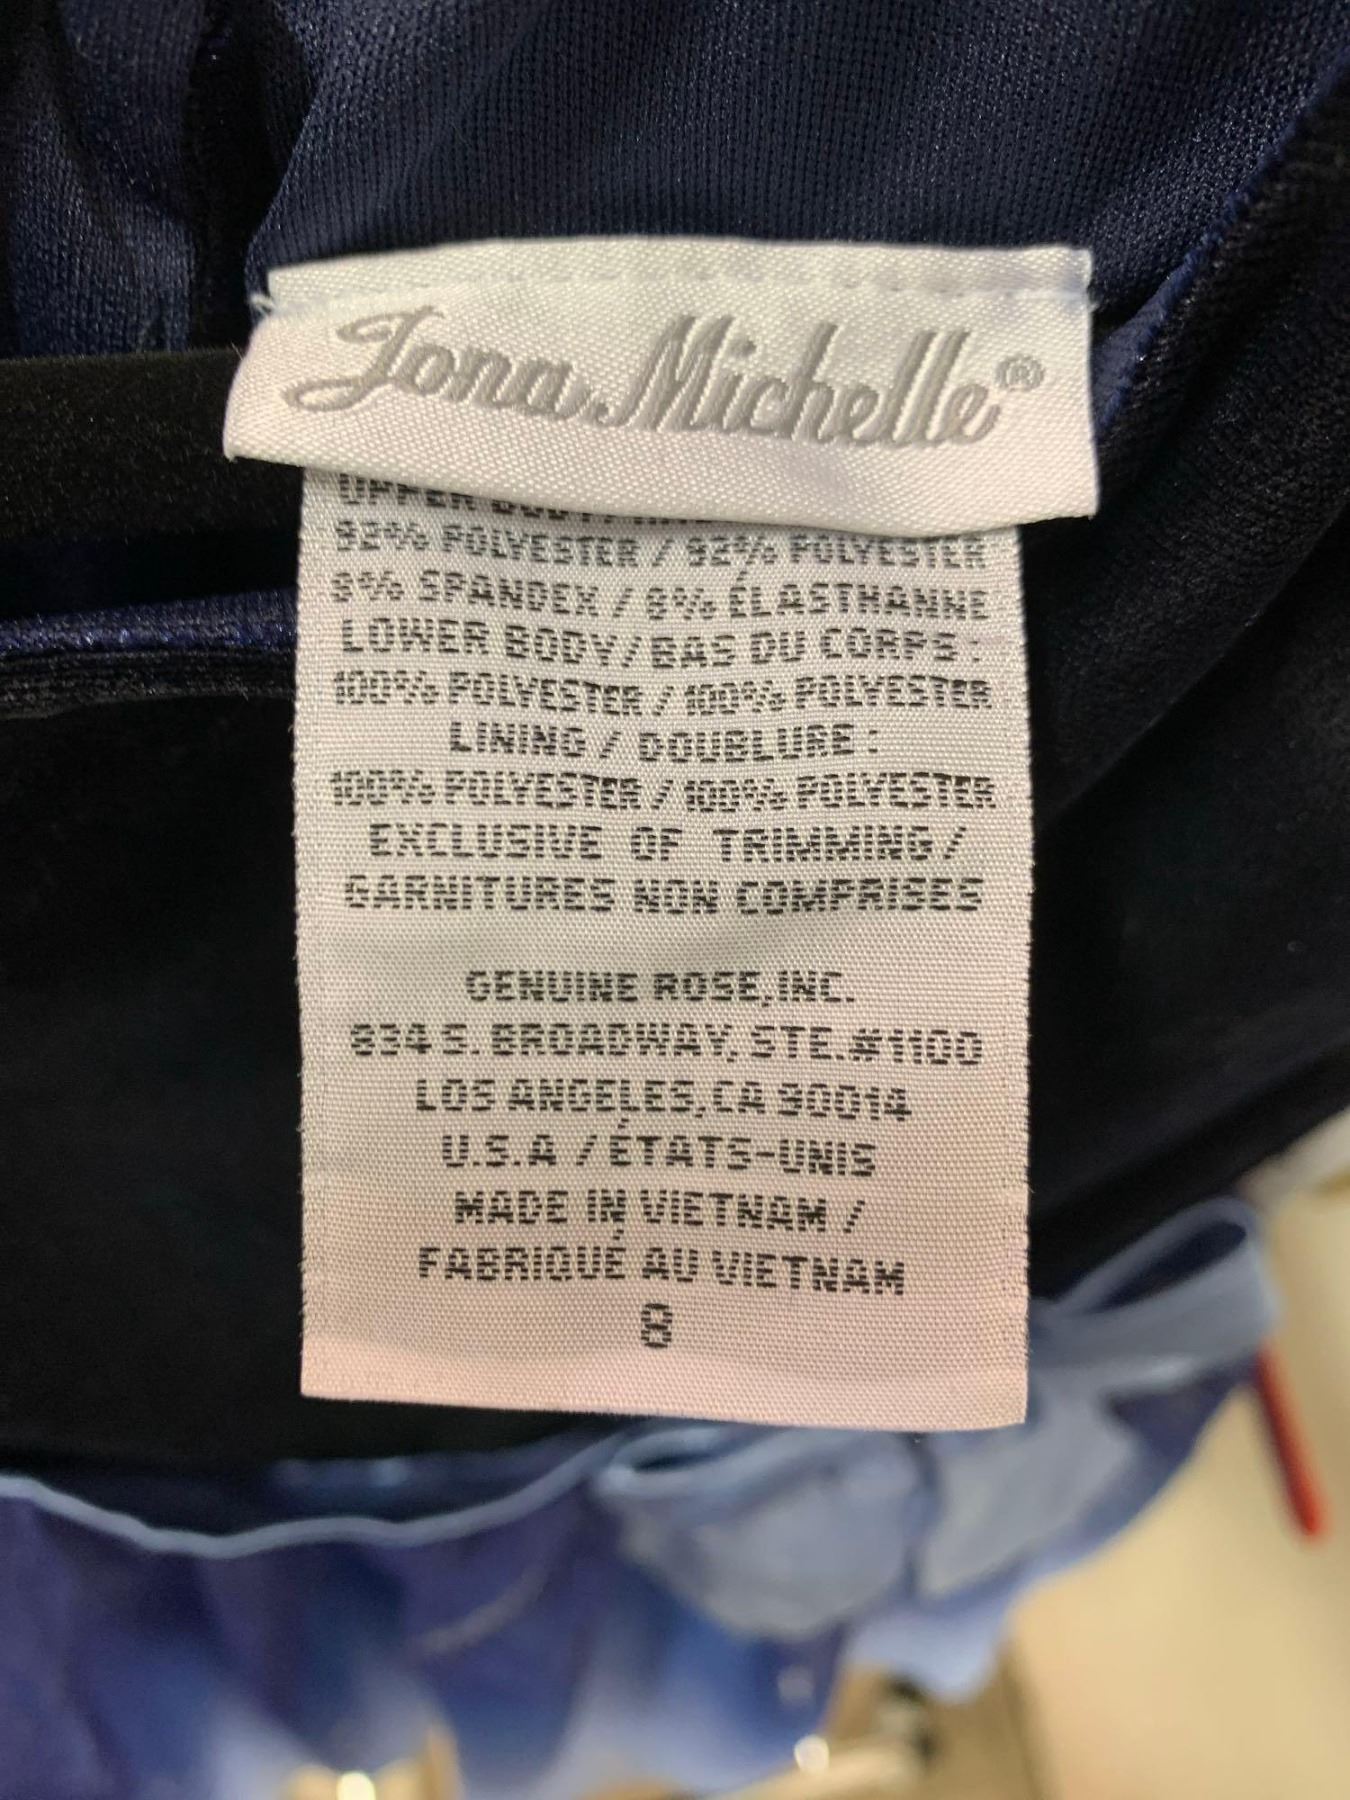 Jona Michelle®
UPPER BODY/
92% POLYESTER / 92% POLYESTER
8% SPANDEX / 8% ÉLASTHANNE
LOWER BODY/BAS DU CORPS :
100% POLYESTER / 100% POLYESTER
LINING / DOUBLURE :
100% POLYESTER / 100% POLYESTER
EXCLUSIVE OF TRIMMING /
GARNITURES NON COMPRISES
GENUINE ROSE, INC.
834 S. BROADWAY, STE.#1100
LOS ANGELES, CA 90014
U.S.A / ÉTATS-UNIS
MADE IN VIETNAM /
FABRIQUÉ AU VIETNAM
8